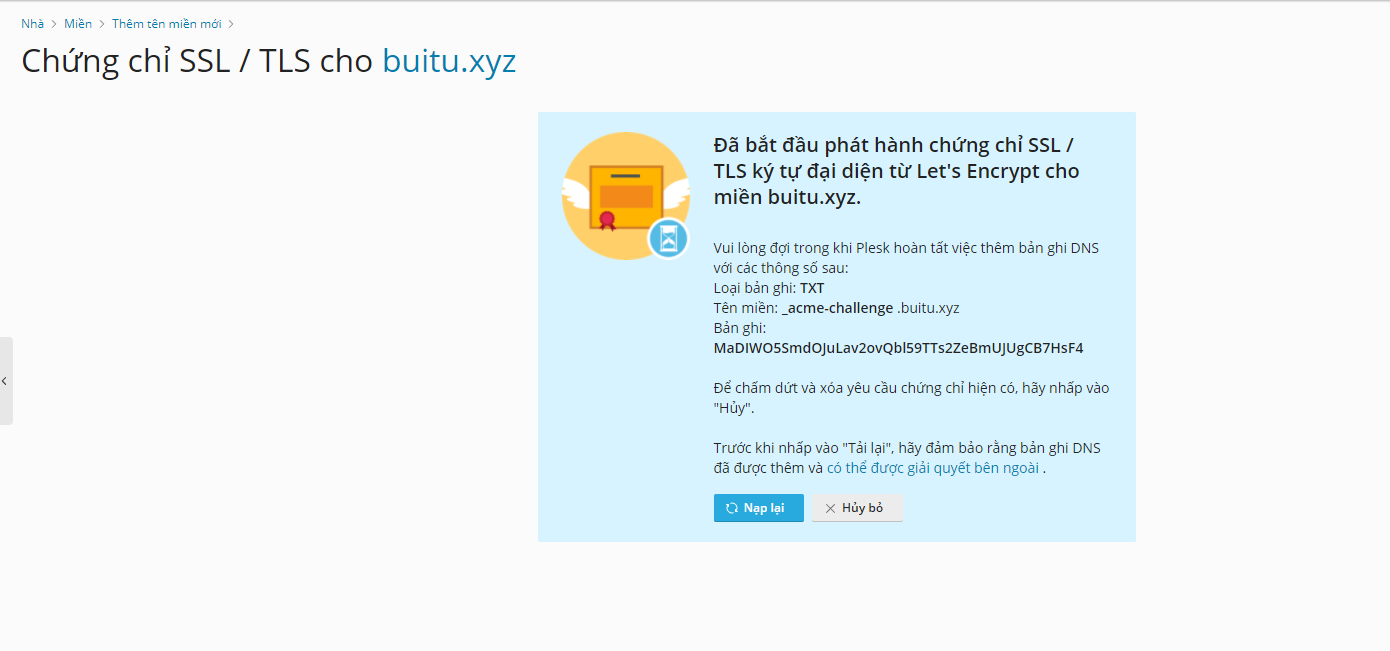 Nhà > Miền > Thêm tên miền mới >
Chứng chỉ SSL / TLS cho buitu.xyz
Đã bắt đầu phát hành chứng chỉ SSL /
TLS ký tự đại diện từ Let's Encrypt cho
miền buitu.xyz.
Vui lòng đợi trong khi Plesk hoàn tất việc thêm bản ghi DNS
với các thông số sau:
Loại bản ghi: TXT
Tên miền: _acme-challenge .buitu.xyz
Bản ghi:
MaDIWO5SmdOJuLav2ovQbl59TTs2ZeBmUJUgCB7HsF4
Để chấm dứt và xóa yêu cầu chứng chỉ hiện có, hãy nhấp vào
"Hủy".
Trước khi nhấp vào "Tải lại", hãy đảm bảo rằng bản ghi DNS
đã được thêm và có thể được giải quyết bên ngoài .
Nạp lại
Hủy bỏ